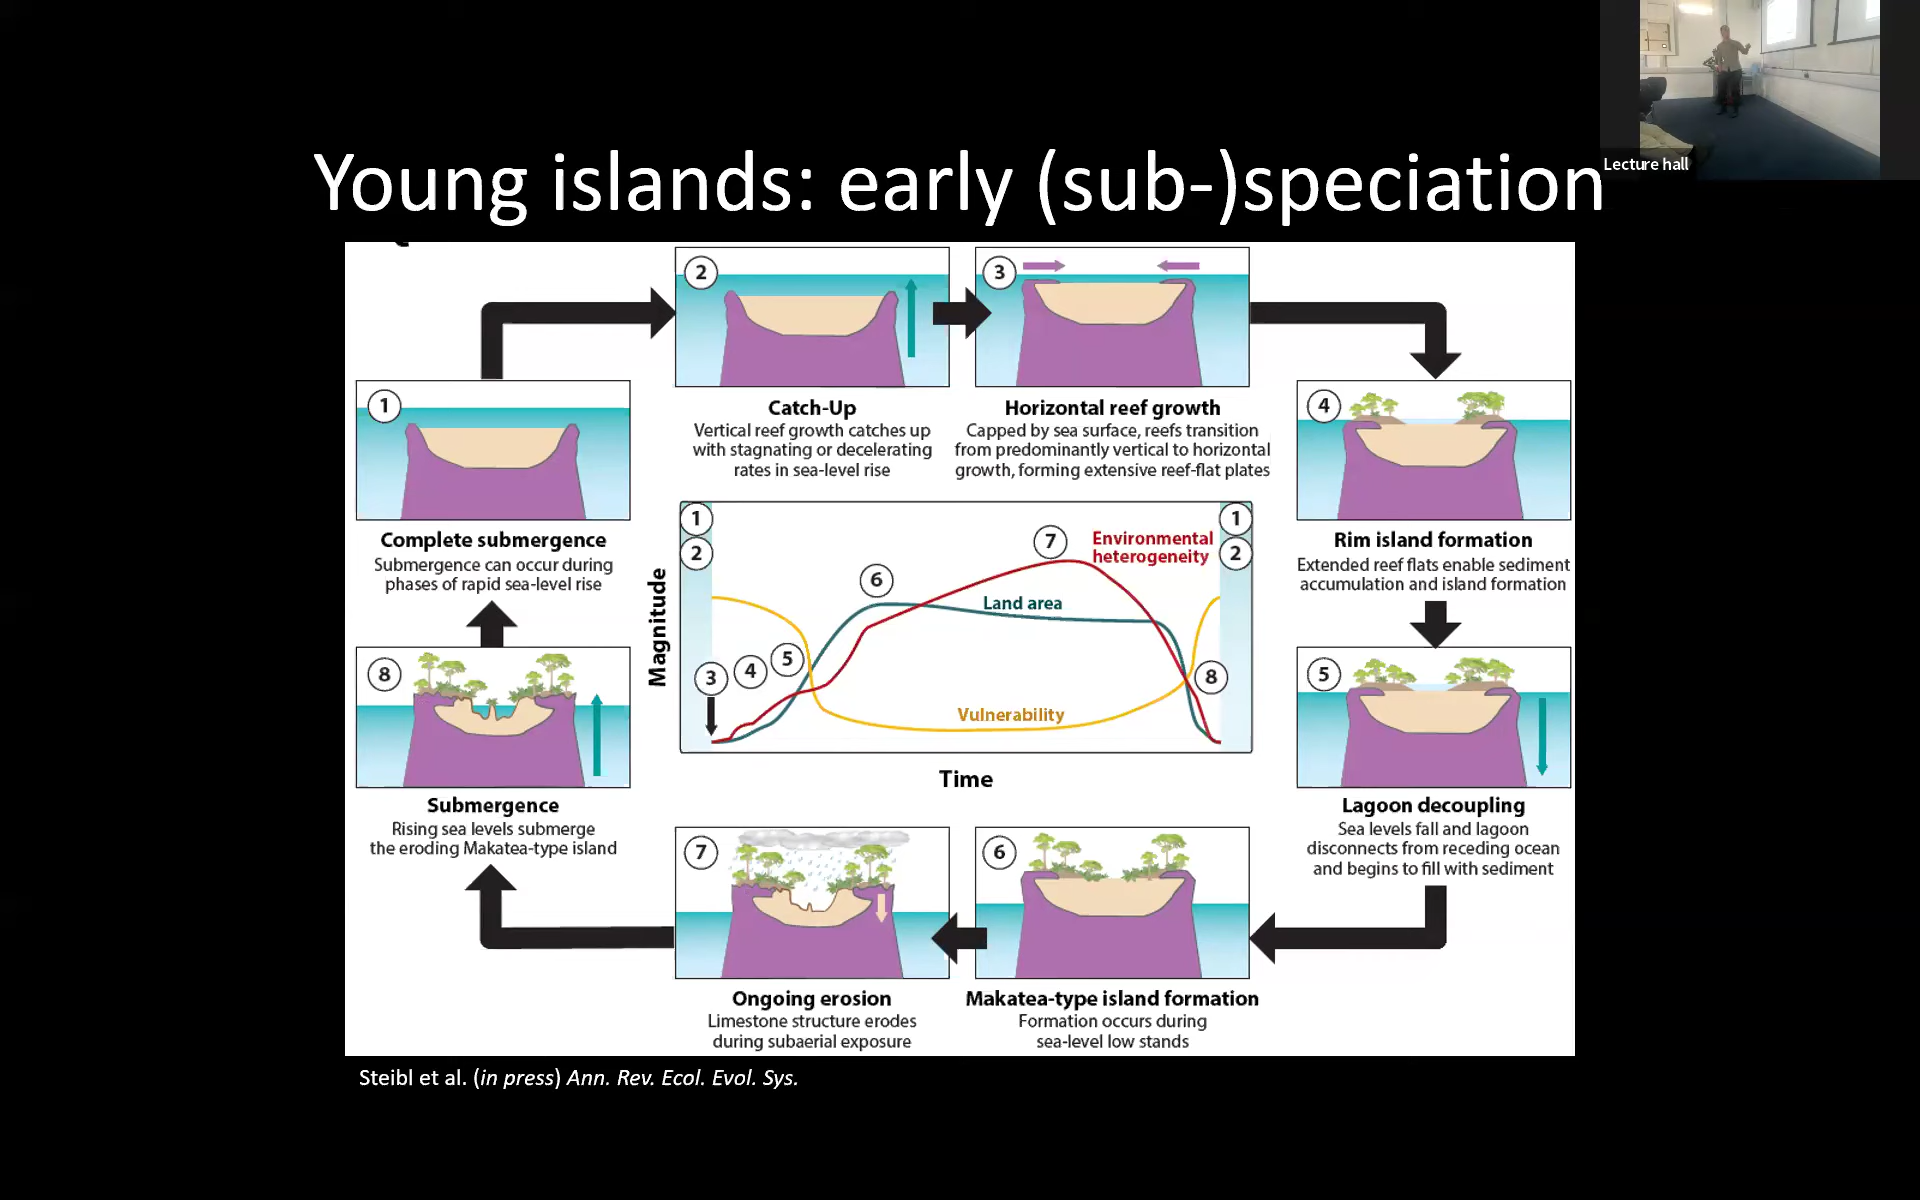 Lecture hall
Young islands: early (sub-)speciation
1
Complete submergence
Submergence can occur during
phases of rapid sea-level rise
2
Catch-Up
Vertical reef growth catches up
with stagnating or decelerating
rates in sea-level rise
3
Horizontal reef growth
Capped by sea surface, reefs transition
from predominantly vertical to horizontal
growth, forming extensive reef-flat plates
4
Rim island formation
Extended reef flats enable sediment
accumulation and island formation
5
Lagoon decoupling
Sea levels fall and lagoon
disconnects from receding ocean
and begins to fill with sediment
6
Makatea-type island formation
Formation occurs during
sea-level low stands
7
Ongoing erosion
Limestone structure erodes
during subaerial exposure
8
Submergence
Rising sea levels submerge
the eroding Makatea-type island
Magnitude
1
2
3
4
5
6
7
Environmental
heterogeneity
Land area
Vulnerability
1
2
8
Time
Steibl et al. (in press) Ann. Rev. Ecol. Evol. Sys.